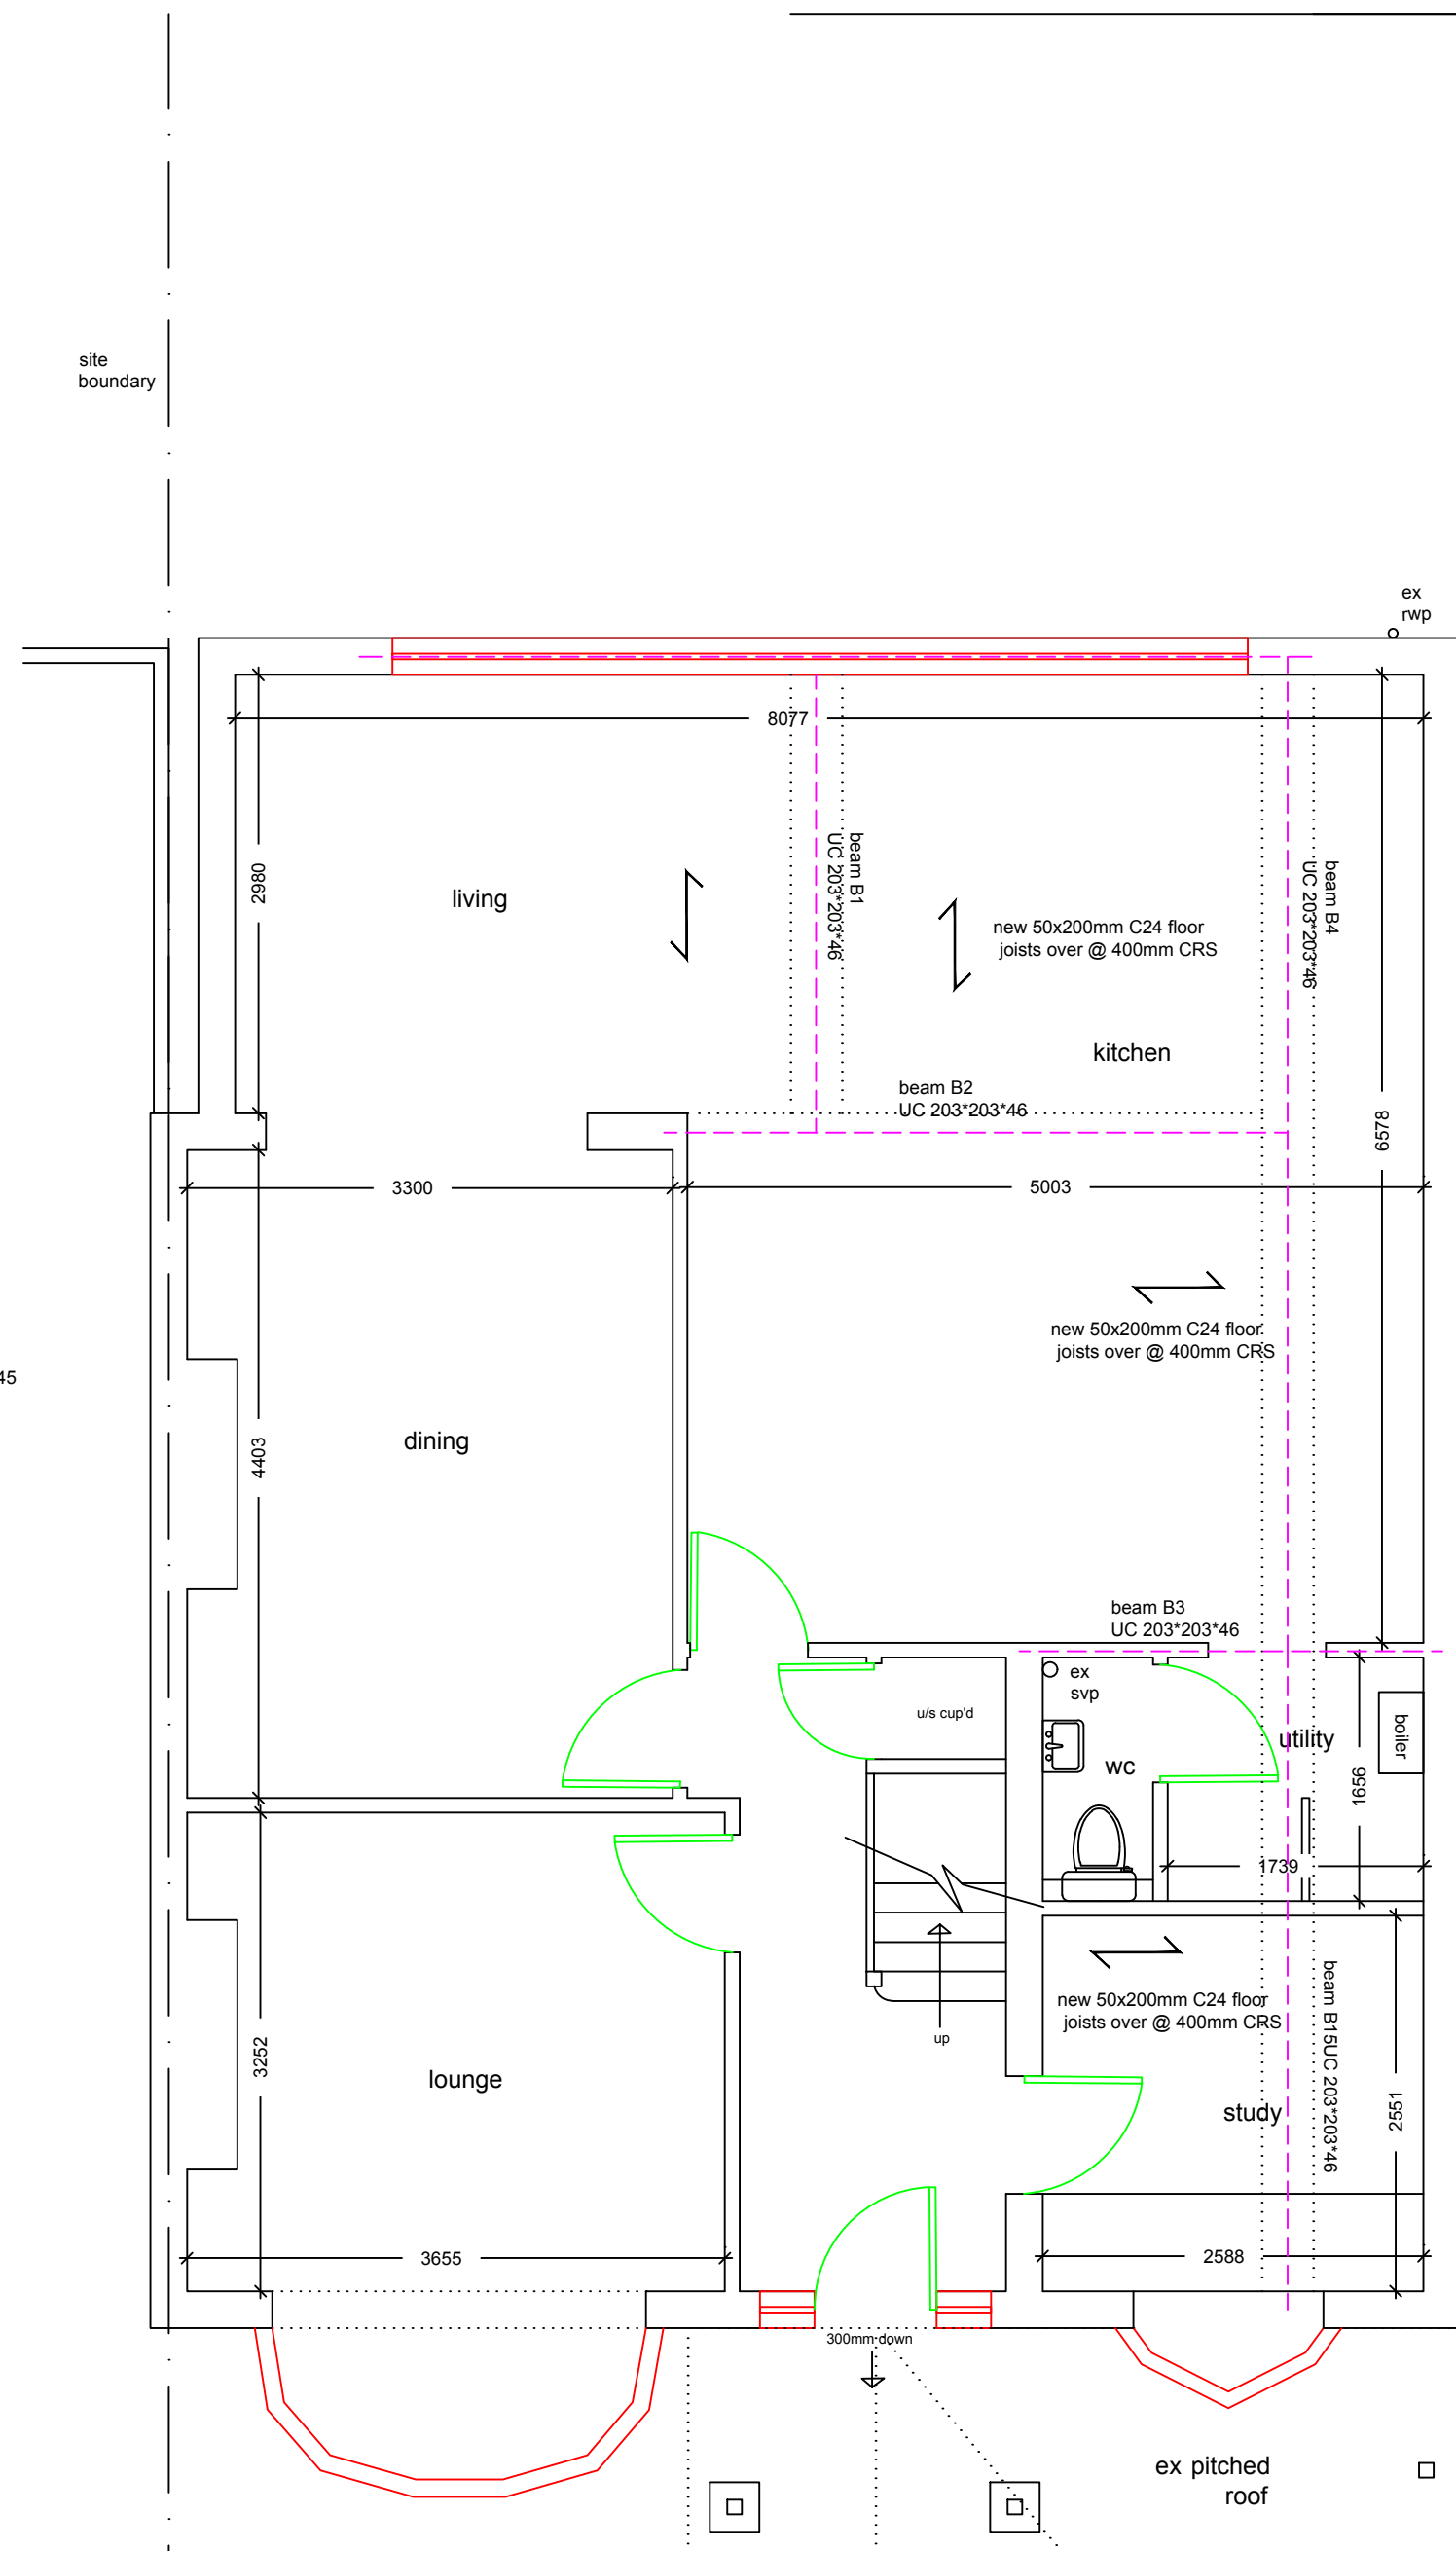 site
boundary
ex
rwp
8077
2980
living
beam B1
UC 203*203*46
new 50x200mm C24 floor
joists over @ 400mm CRS
beam B4
UC 203*203*46
kitchen
beam B2
UC 203*203*46
6578
3300
5003
new 50x200mm C24 floor
joists over @ 400mm CRS
45
4403
dining
beam B3
UC 203*203*46
ex
svp
u/s cup'd
wc
utility
boiler
1656
1739
new 50x200mm C24 floor
joists over @ 400mm CRS
beam B15UC 203*203*46
up
3252
lounge
study
2551
3655
2588
300mm down
ex pitched
roof